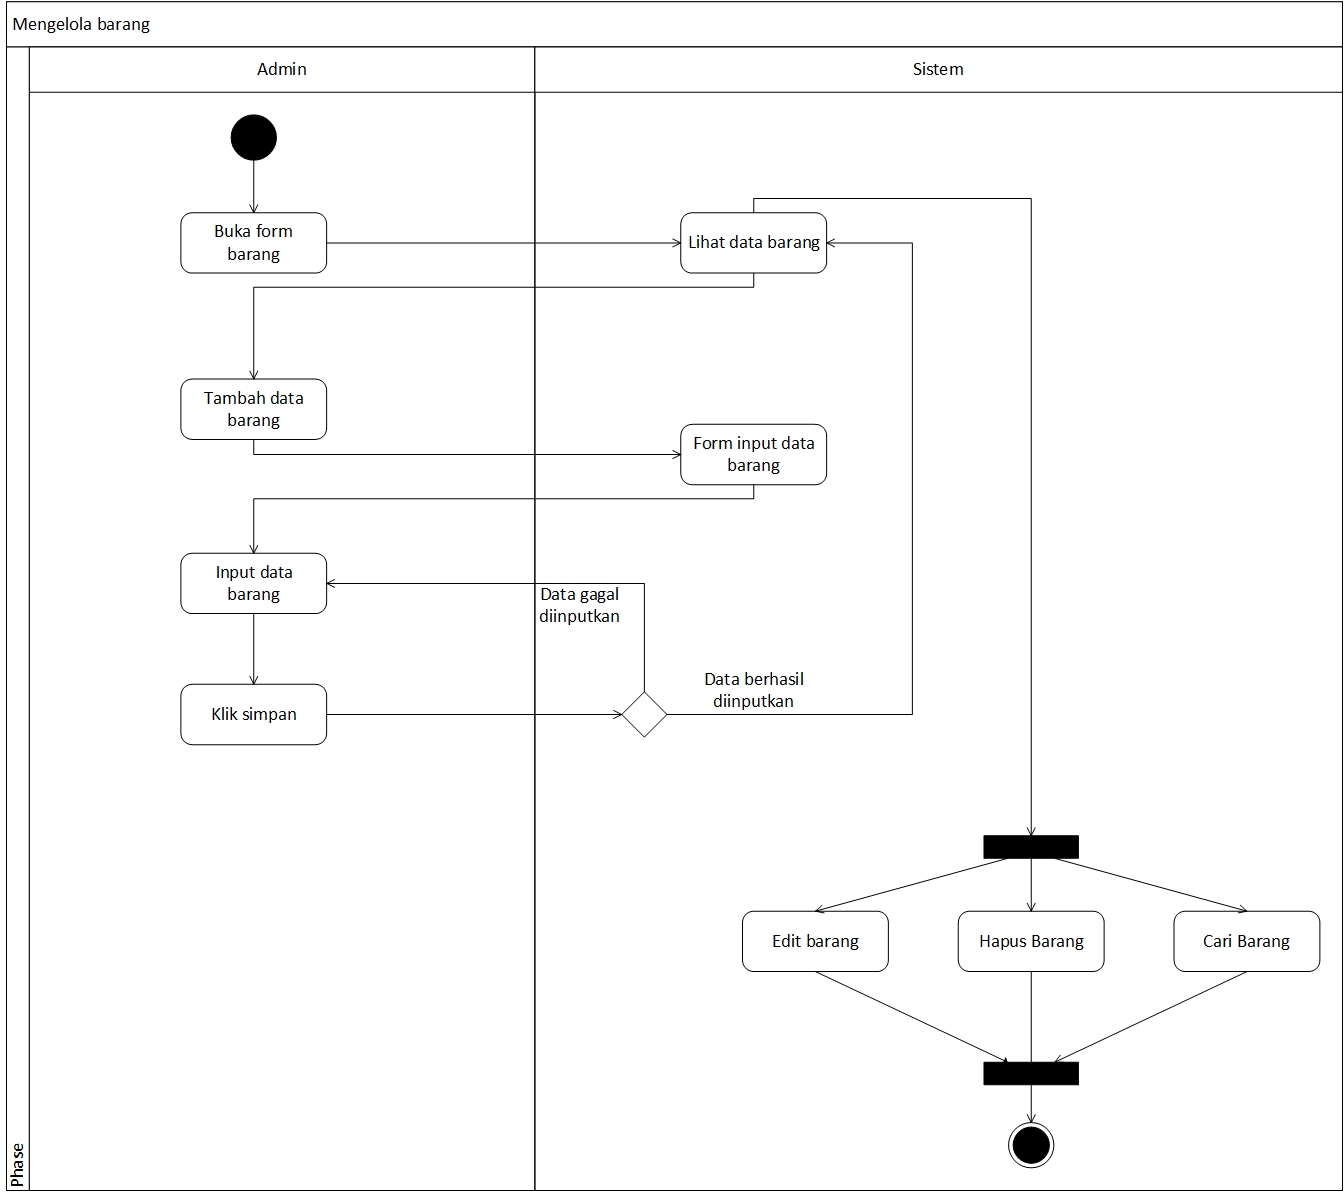 Mengelola barang
Admin
Sistem
Buka form
barang
Lihat data barang
Tambah data
barang
Form input data
barang
Input data
barang
Data gagal
diinputkan
Data berhasil
diinputkan
Klik simpan
Edit barang
Hapus Barang
Cari Barang
Phase